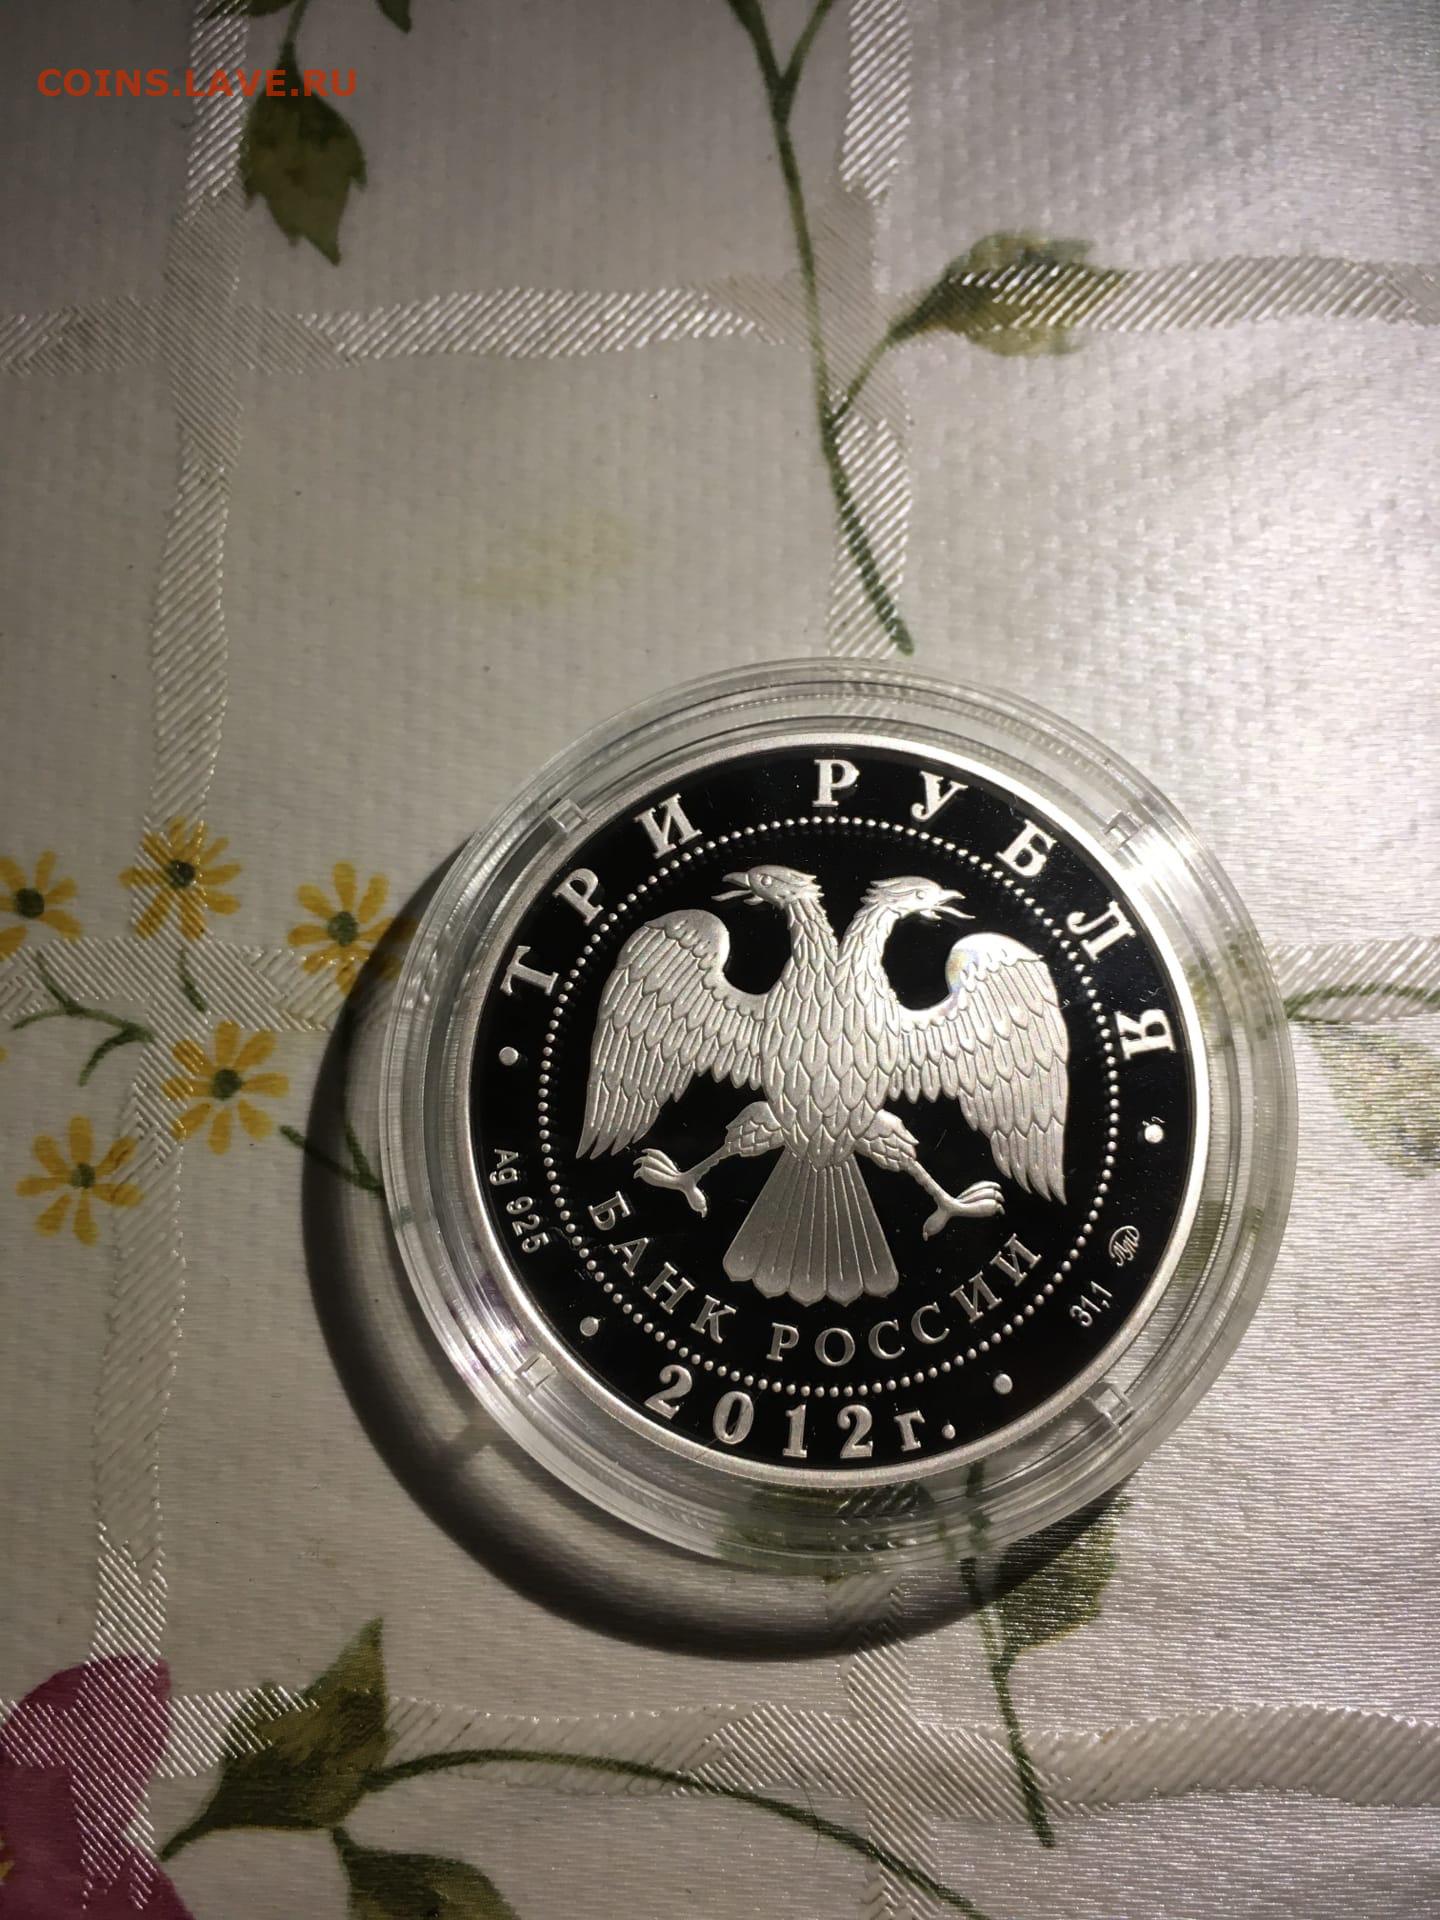 COINS.LAVE.RU
ТРИ РУБЛЯ
БАНК РОССИИ
2012г.
Ag 925
31,1